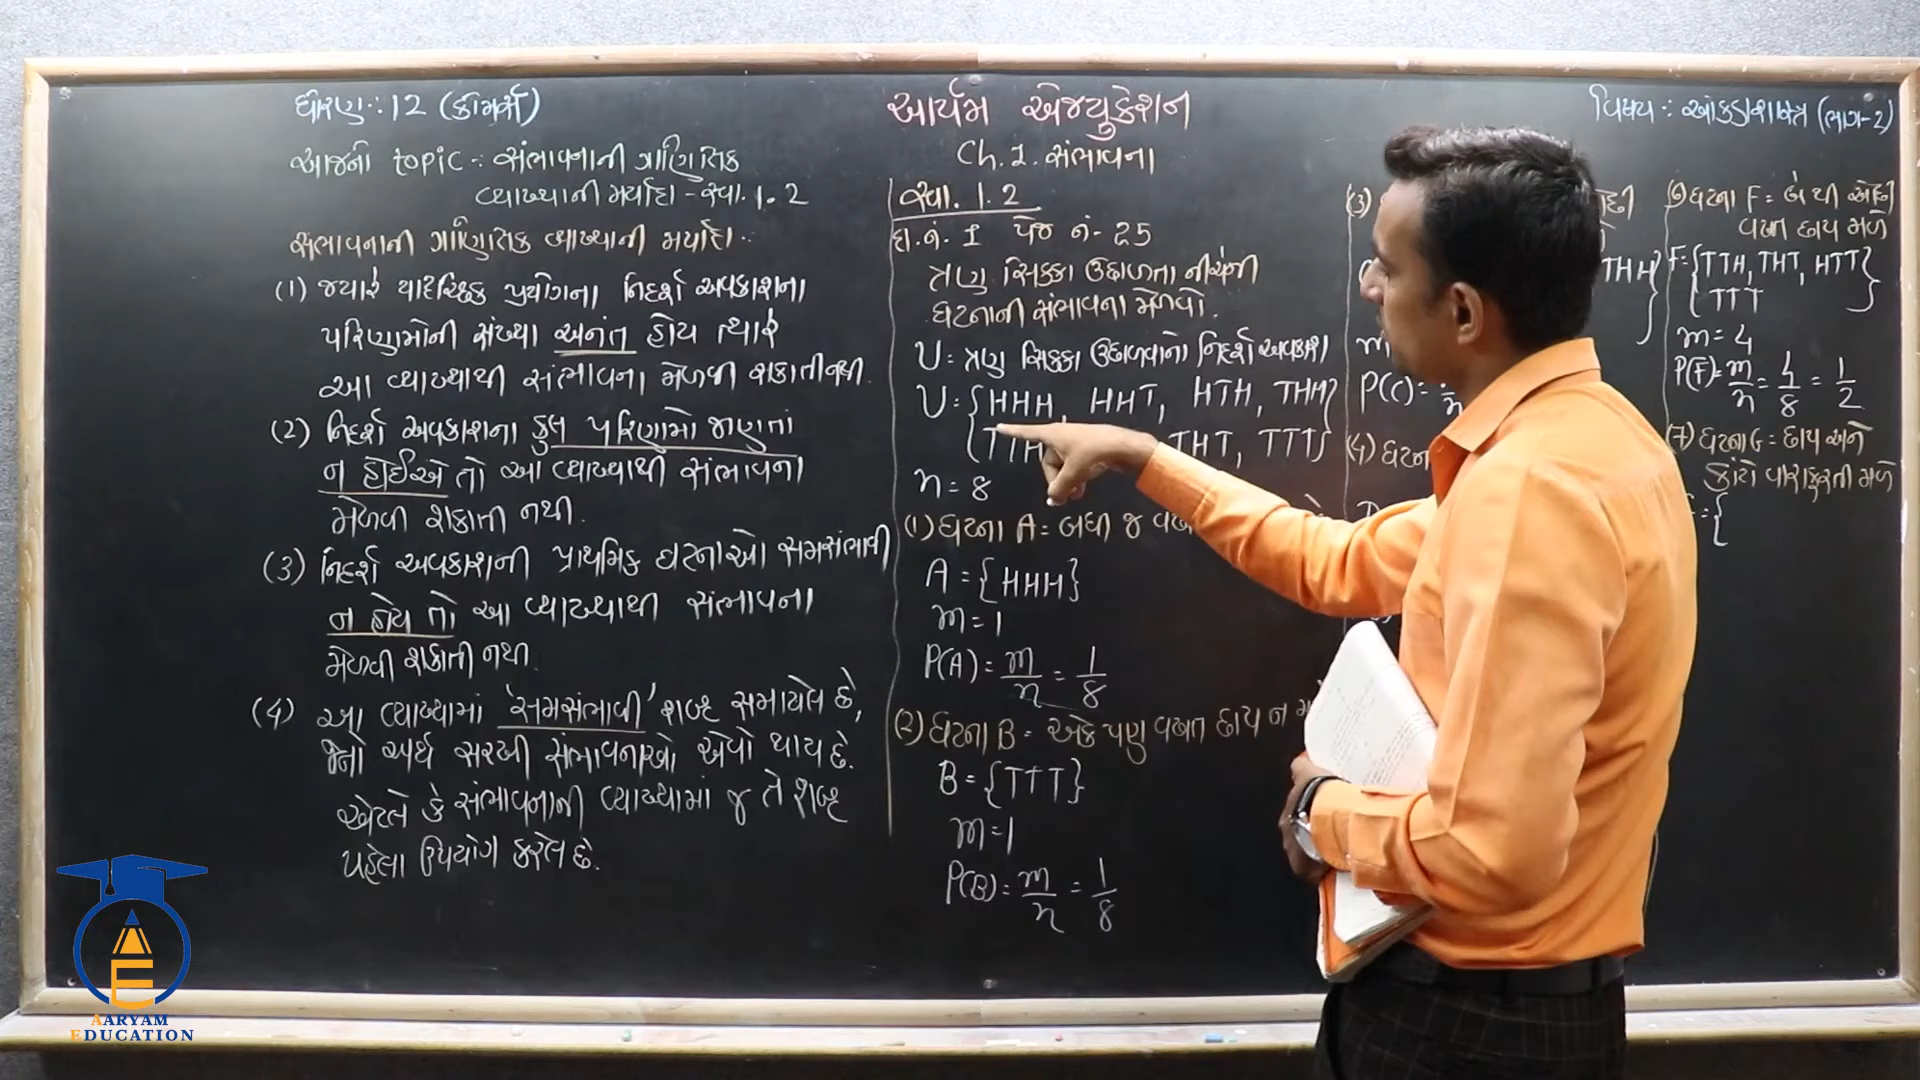 ધોરણ :- 12 (કોમર્સ)
આર્યમ એજ્યુકેશન
વિષય : આંકડાશાસ્ત્ર (ભાગ-2)
Ch. 1. સંભાવના
આજનો topic :- સંભાવનાની ગાણિતિક
વ્યાખ્યાની મર્યાદા - સ્વા. 1.2
સંભાવનાની ગાણિતિક વ્યાખ્યાની મર્યાદા :-
(1) જ્યારે યાદચ્છિક પ્રયોગના નિદર્શ અવકાશના
પરિણામોની સંખ્યા અનંત હોય ત્યારે
આ વ્યાખ્યાથી સંભાવના મેળવી શકાતી નથી.
(2) નિદર્શ અવકાશના કુલ પરિણામો જાણતાં
ન હોઈએ તો આ વ્યાખ્યાથી સંભાવના
મેળવી શકાતી નથી.
(3) નિદર્શ અવકાશની પ્રાથમિક ઘટનાઓ સમસંભાવી
ન હોય તો આ વ્યાખ્યાથી સંભાવના
મેળવી શકાતી નથી.
(4) આ વ્યાખ્યામાં 'સમસંભાવી' શબ્દ સમાયેલ છે,
જેનો અર્થ સરખી સંભાવનાઓ એવો થાય છે.
એટલે કે સંભાવનાની વ્યાખ્યામાં જ તે શબ્દ
પહેલા ઉપયોગ કરેલ છે.
સ્વા. 1.2
દા.નં. 1 પેજ નં- 25
ત્રણ સિક્કા ઉછાળતા નીચેની
ઘટનાની સંભાવના મેળવો.
U = ત્રણ સિક્કા ઉછાળવાનો નિદર્શ અવકાશ
U = {HHH, HHT, HTH, THH
TTH THT, TTT}
n = 8
(1) ઘટના A = બધી જ
A = {HHH}
m = 1
P(A) = m/n = 1/8
(2) ઘટના B = એક પણ વખત છાપ ન
B = {TTT}
m = 1
P(B) = m/n = 1/8
(3)
THH}
P(C) = n
(4) ઘટના
(6) ઘટના F = બે થી ઓછી
વખત છાપ મળે
F = {TTH, THT, HTT}
TTT
m = 4
P(F) = m/n = 4/8 = 1/2
(7) ઘટના G = છાપ અને
કાંટો વારાફરતી મળે
= {
AARYAM
EDUCATION